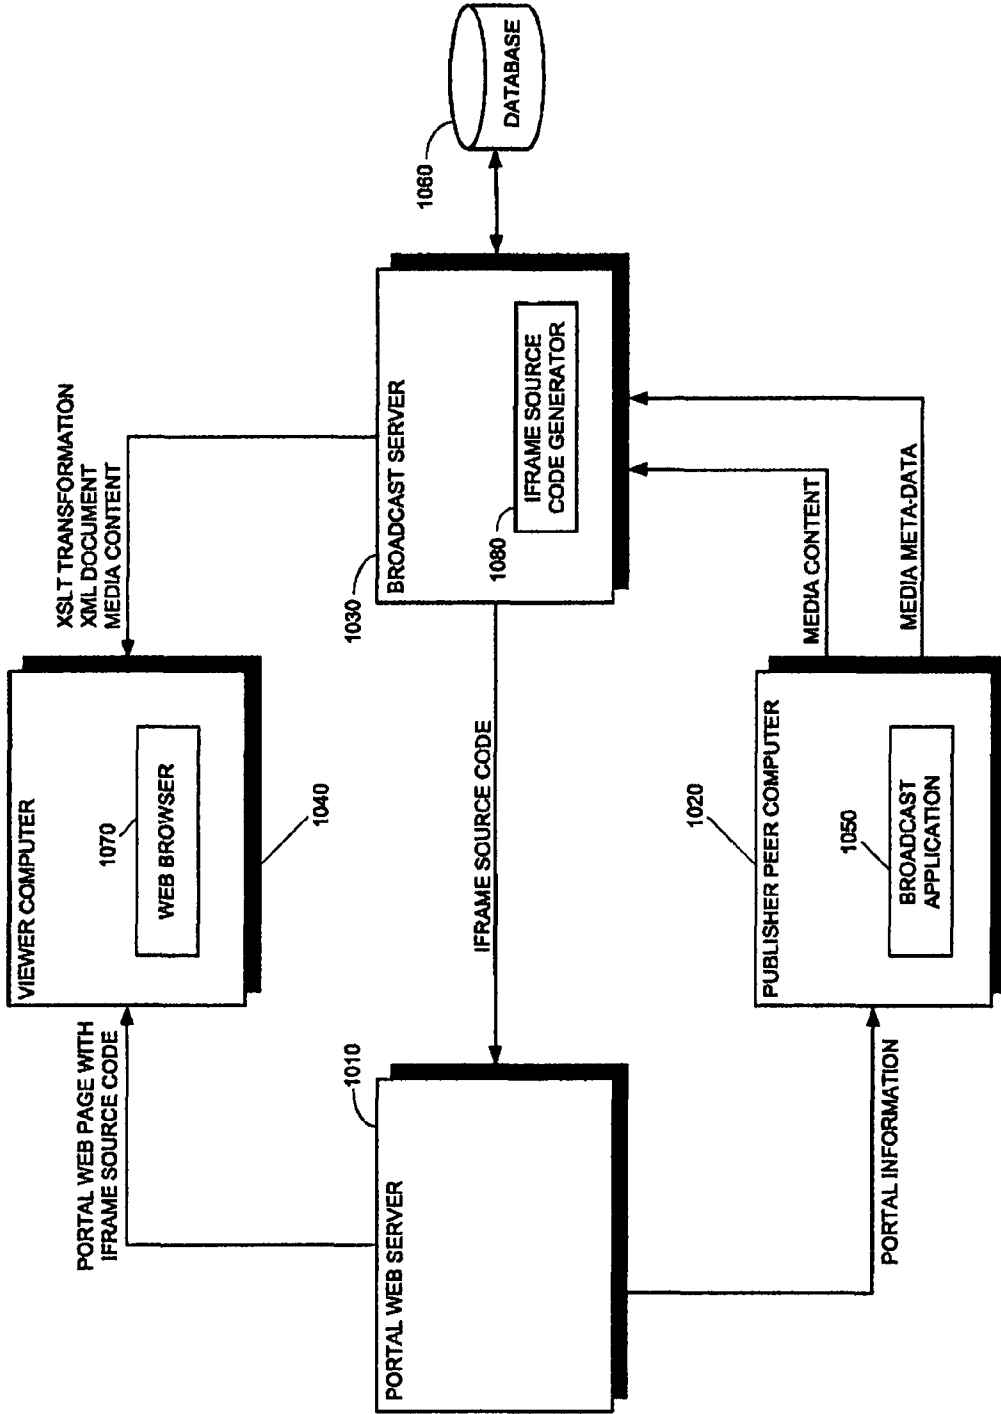 PORTAL WEB PAGE WITH
IFRAME SOURCE CODE
VIEWER COMPUTER
1070
WEB BROWSER
1040
XSLT TRANSFORMATION
XML DOCUMENT
MEDIA CONTENT
PORTAL WEB SERVER
1010
IFRAME SOURCE CODE
1030
BROADCAST SERVER
1080
IFRAME SOURCE
CODE GENERATOR
1060
DATABASE
PORTAL INFORMATION
1020
PUBLISHER PEER COMPUTER
1050
BROADCAST
APPLICATION
MEDIA CONTENT
MEDIA META-DATA